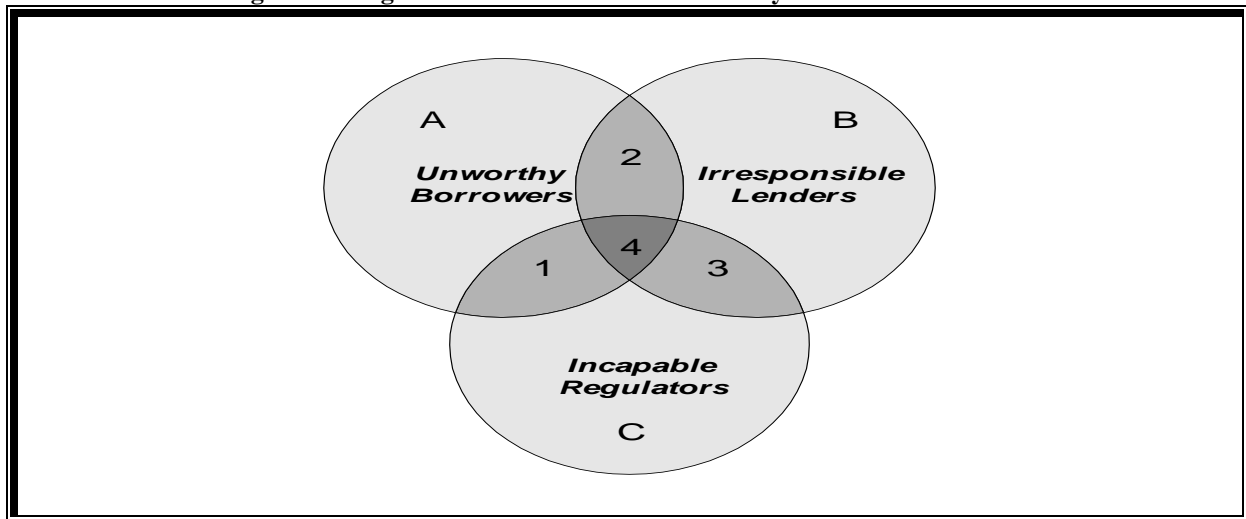 A
B
2
Unworthy
Borrowers
Irresponsible
Lenders
4
1
3
Incapable
Regulators
C